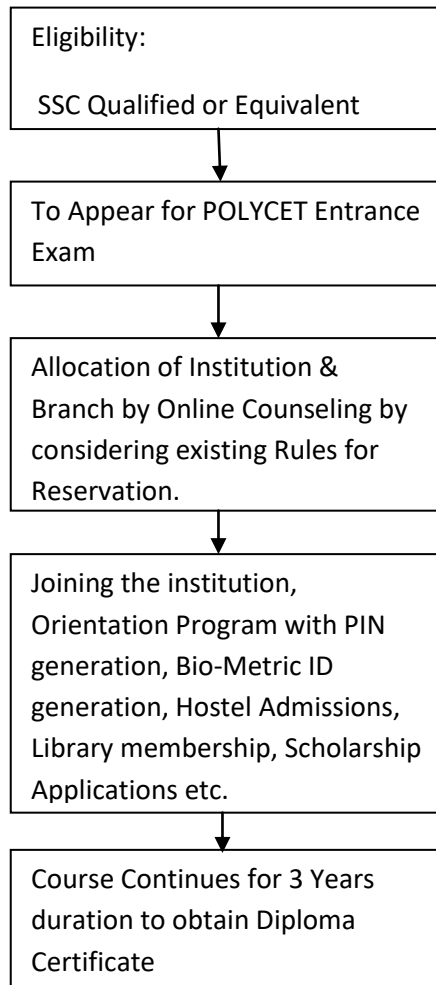 Eligibility:
SSC Qualified or Equivalent
To Appear for POLYCET Entrance
Exam
Allocation of Institution &
Branch by Online Counseling by
considering existing Rules for
Reservation.
Joining the institution,
Orientation Program with PIN
generation, Bio-Metric ID
generation, Hostel Admissions,
Library membership, Scholarship
Applications etc.
Course Continues for 3 Years
duration to obtain Diploma
Certificate